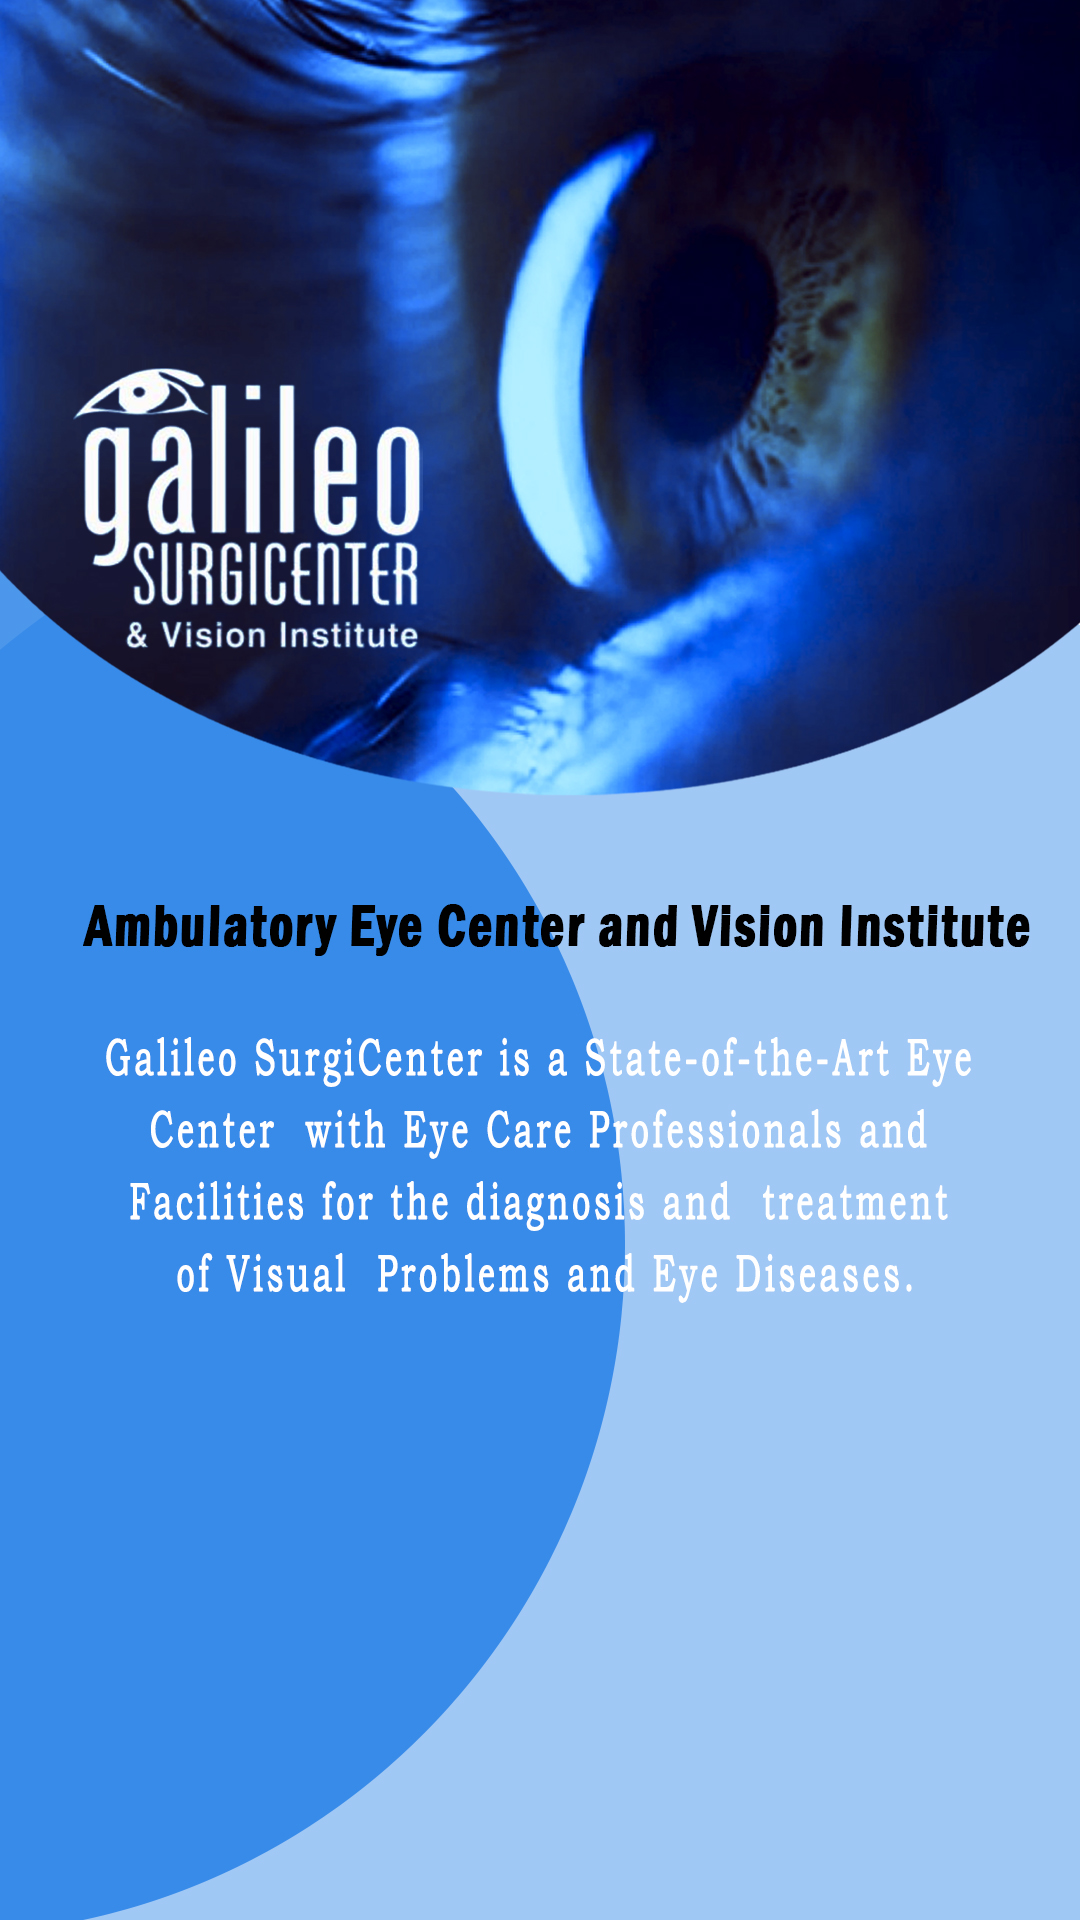 galileo
SURGICENTER
& Vision Institute
Ambulatory Eye Center and Vision Institute
Galileo SurgiCenter is a State-of-the-Art Eye
Center with Eye Care Professionals and
Facilities for the diagnosis and treatment
of Visual Problems and Eye Diseases.